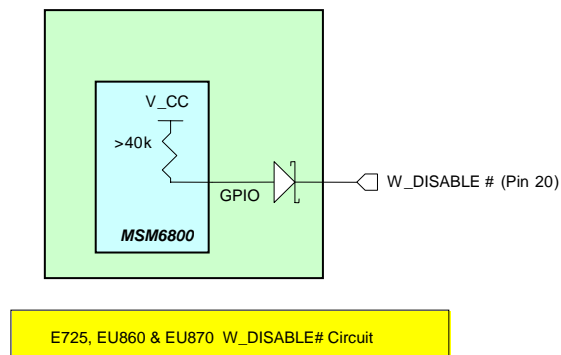 V_CC
>40k
GPIO
W_DISABLE # (Pin 20)
MSM6800
E725, EU860 & EU870 W_DISABLE# Circuit